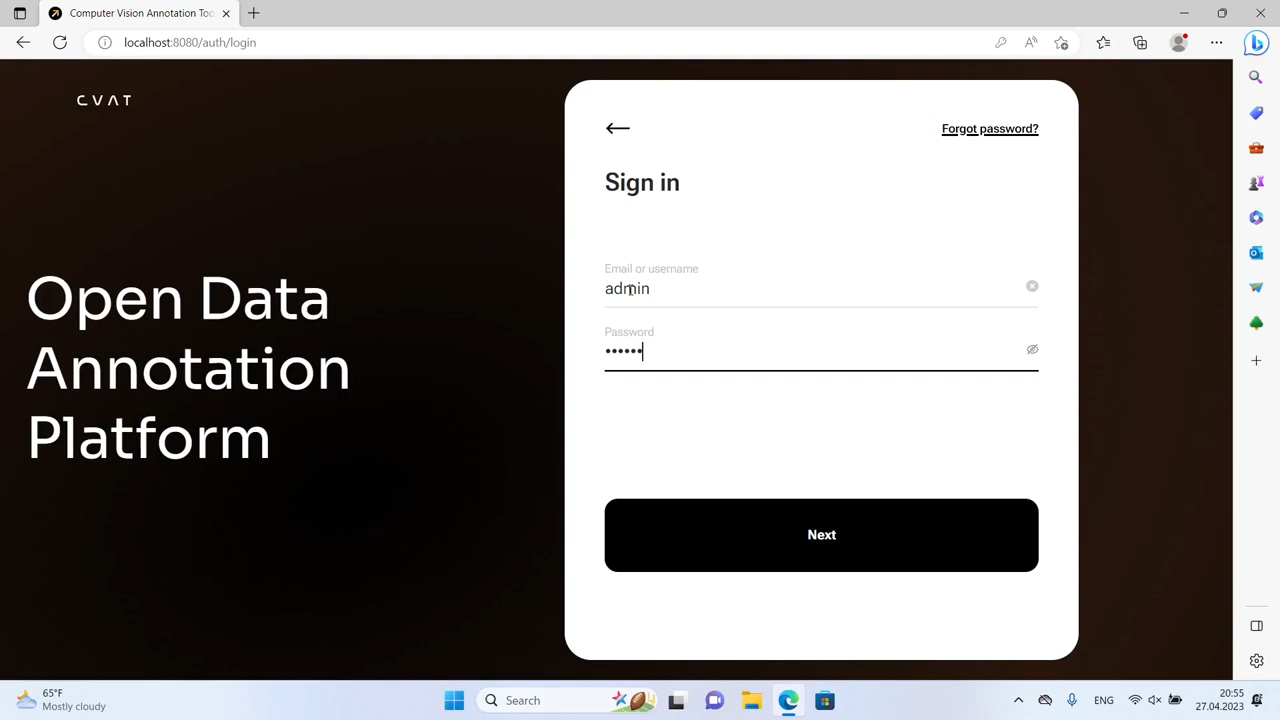 Computer Vision Annotation Too
localhost:8080/auth/login
CVAT
Forgot password?
Sign in
Email or username
admin
Password
••••••
Open Data
Annotation
Platform
Next
65°F
Mostly cloudy
Search
ENG
20:55
27.04.2023